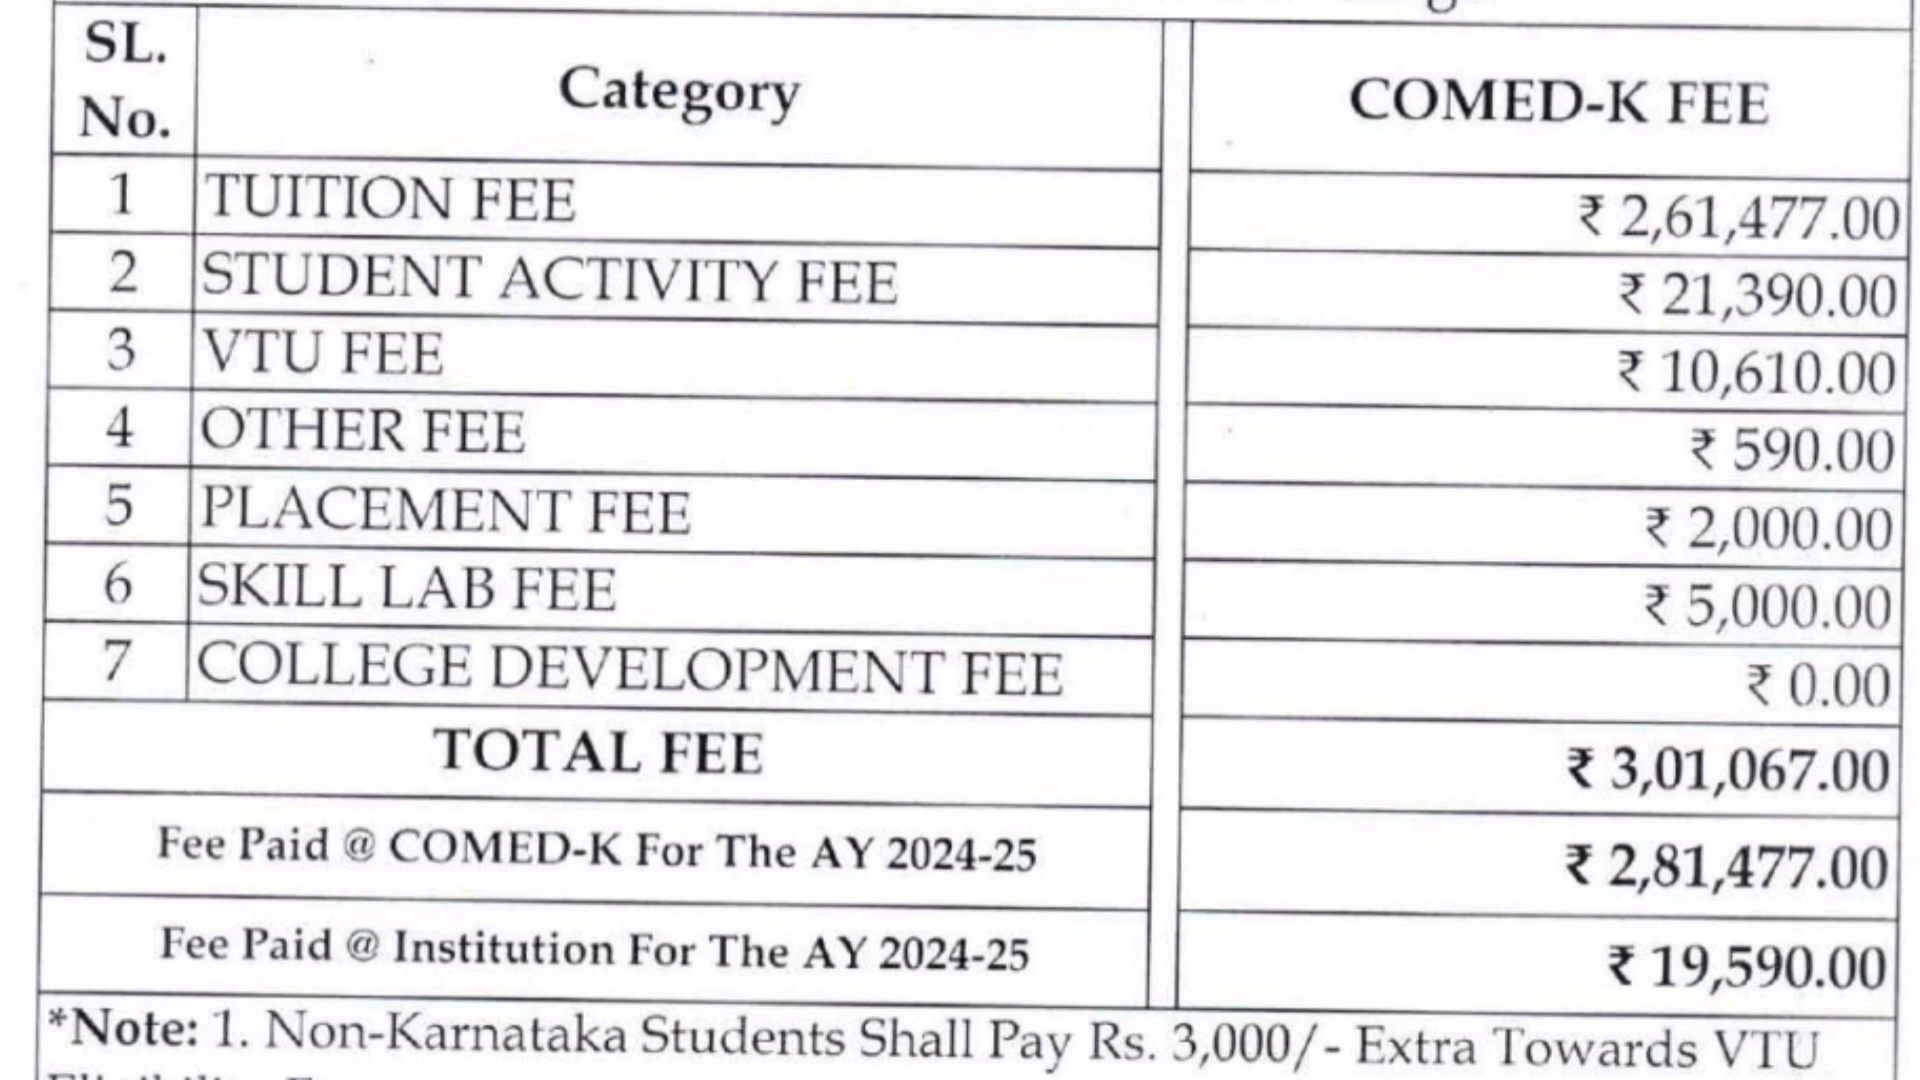 SL. No. Category COMED-K FEE
1 TUITION FEE ₹ 2,61,477.00
2 STUDENT ACTIVITY FEE ₹ 21,390.00
3 VTU FEE ₹ 10,610.00
4 OTHER FEE ₹ 590.00
5 PLACEMENT FEE ₹ 2,000.00
6 SKILL LAB FEE ₹ 5,000.00
7 COLLEGE DEVELOPMENT FEE ₹ 0.00
TOTAL FEE ₹ 3,01,067.00
Fee Paid @ COMED-K For The AY 2024-25 ₹ 2,81,477.00
Fee Paid @ Institution For The AY 2024-25 ₹ 19,590.00
*Note: 1. Non-Karnataka Students Shall Pay Rs. 3,000/- Extra Towards VTU